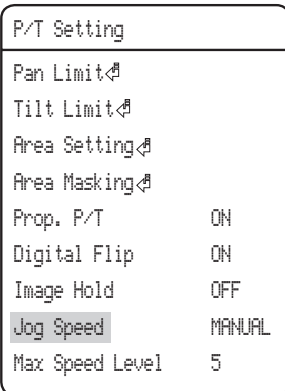 P/T Setting
Pan Limit⏎
Tilt Limit⏎
Area Setting⏎
Area Masking⏎
Prop. P/T ON
Digital Flip ON
Image Hold OFF
Jog Speed MANUAL
Max Speed Level 5